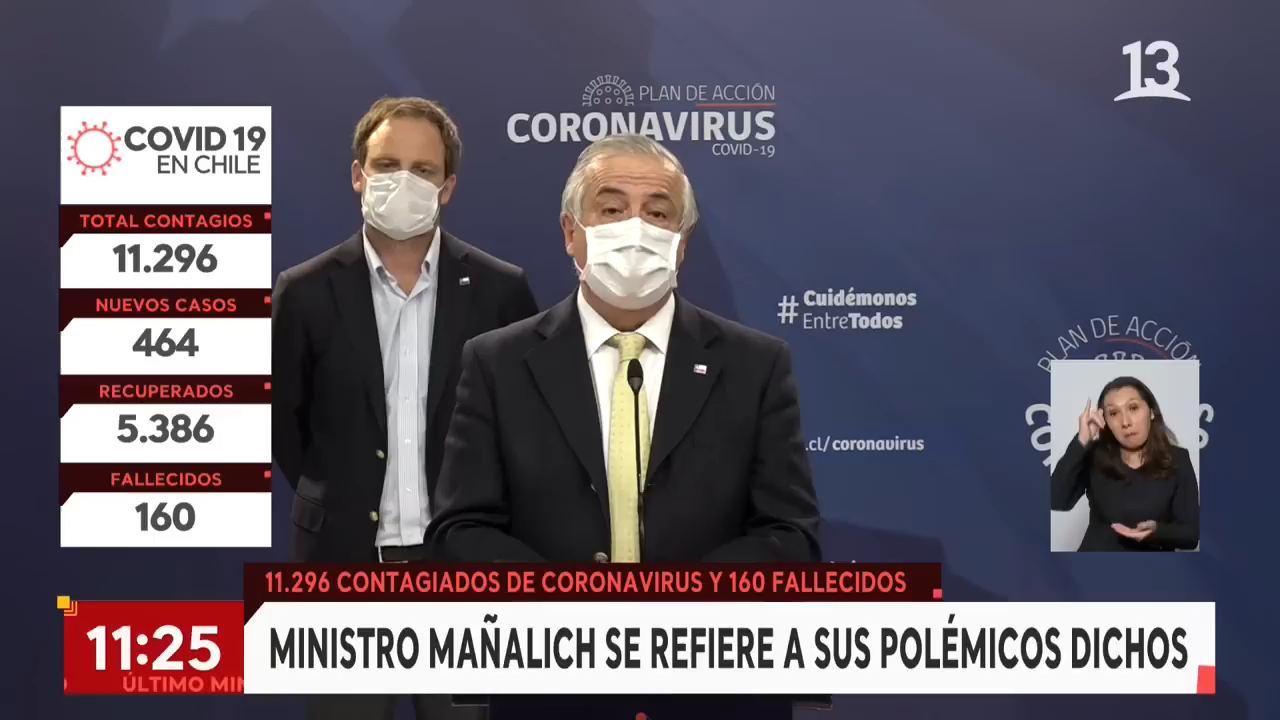 13
PLAN DE ACCIÓN
CORONAVIRUS
COVID-19
COVID 19
EN CHILE
TOTAL CONTAGIOS
11.296
NUEVOS CASOS
464
RECUPERADOS
5.386
FALLECIDOS
160
#Cuidémonos
EntreTodos
.cl/coronavirus
PLAN DE ACCIÓN
11.296 CONTAGIADOS DE CORONAVIRUS Y 160 FALLECIDOS
11:25
MINISTRO MAÑALICH SE REFIERE A SUS POLÉMICOS DICHOS
ÚLTIMO MIN